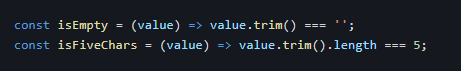 const isEmpty = (value) => value.trim() === '';
const isFiveChars = (value) => value.trim().length === 5;